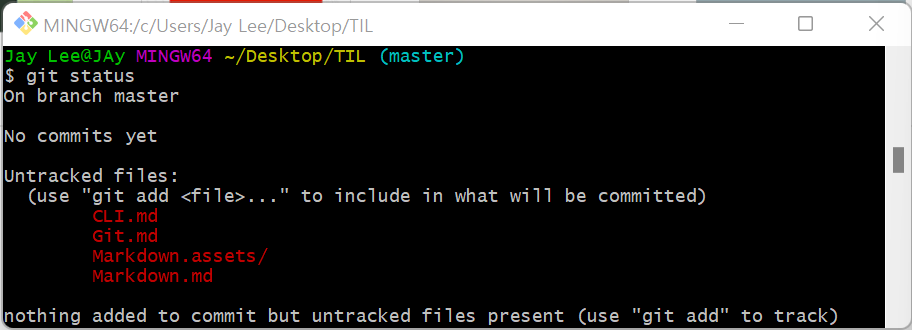 MINGW64:/c/Users/Jay Lee/Desktop/TIL
Jay Lee@JAy MINGW64 ~/Desktop/TIL (master)
$ git status
On branch master
No commits yet
Untracked files:
(use "git add <file>..." to include in what will be committed)
CLI.md
Git.md
Markdown.assets/
Markdown.md
nothing added to commit but untracked files present (use "git add" to track)